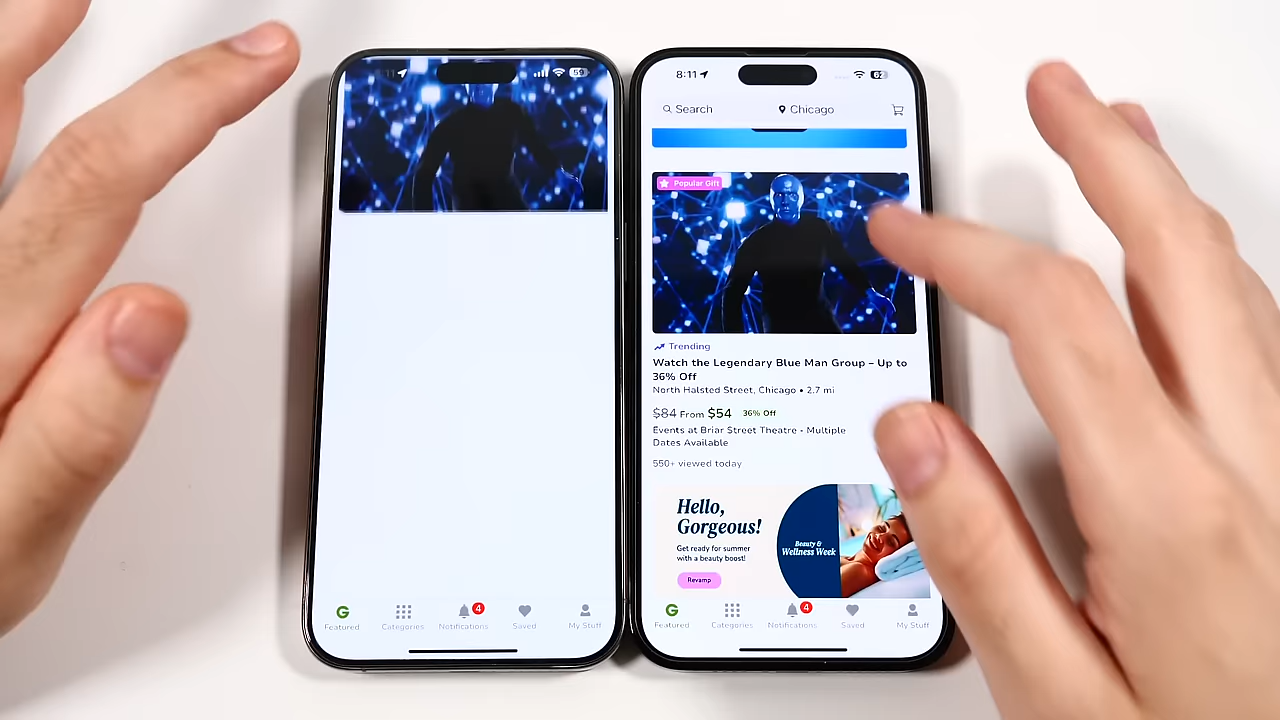 11
59
G
Featured
Categories
4
Notifications
Saved
My Stuff
8:11
62
Search
Chicago
Popular Gift
Trending
Watch the Legendary Blue Man Group – Up to
36% Off
North Halsted Street, Chicago • 2.7 mi
$84 From $54 36% Off
Events at Briar Street Theatre - Multiple
Dates Available
550+ viewed today
Hello,
Gorgeous!
Get ready for summer
with a beauty boost!
Revamp
Beauty &
Wellness Week
G
Featured
Categories
4
Notifications
Saved
My Stuff